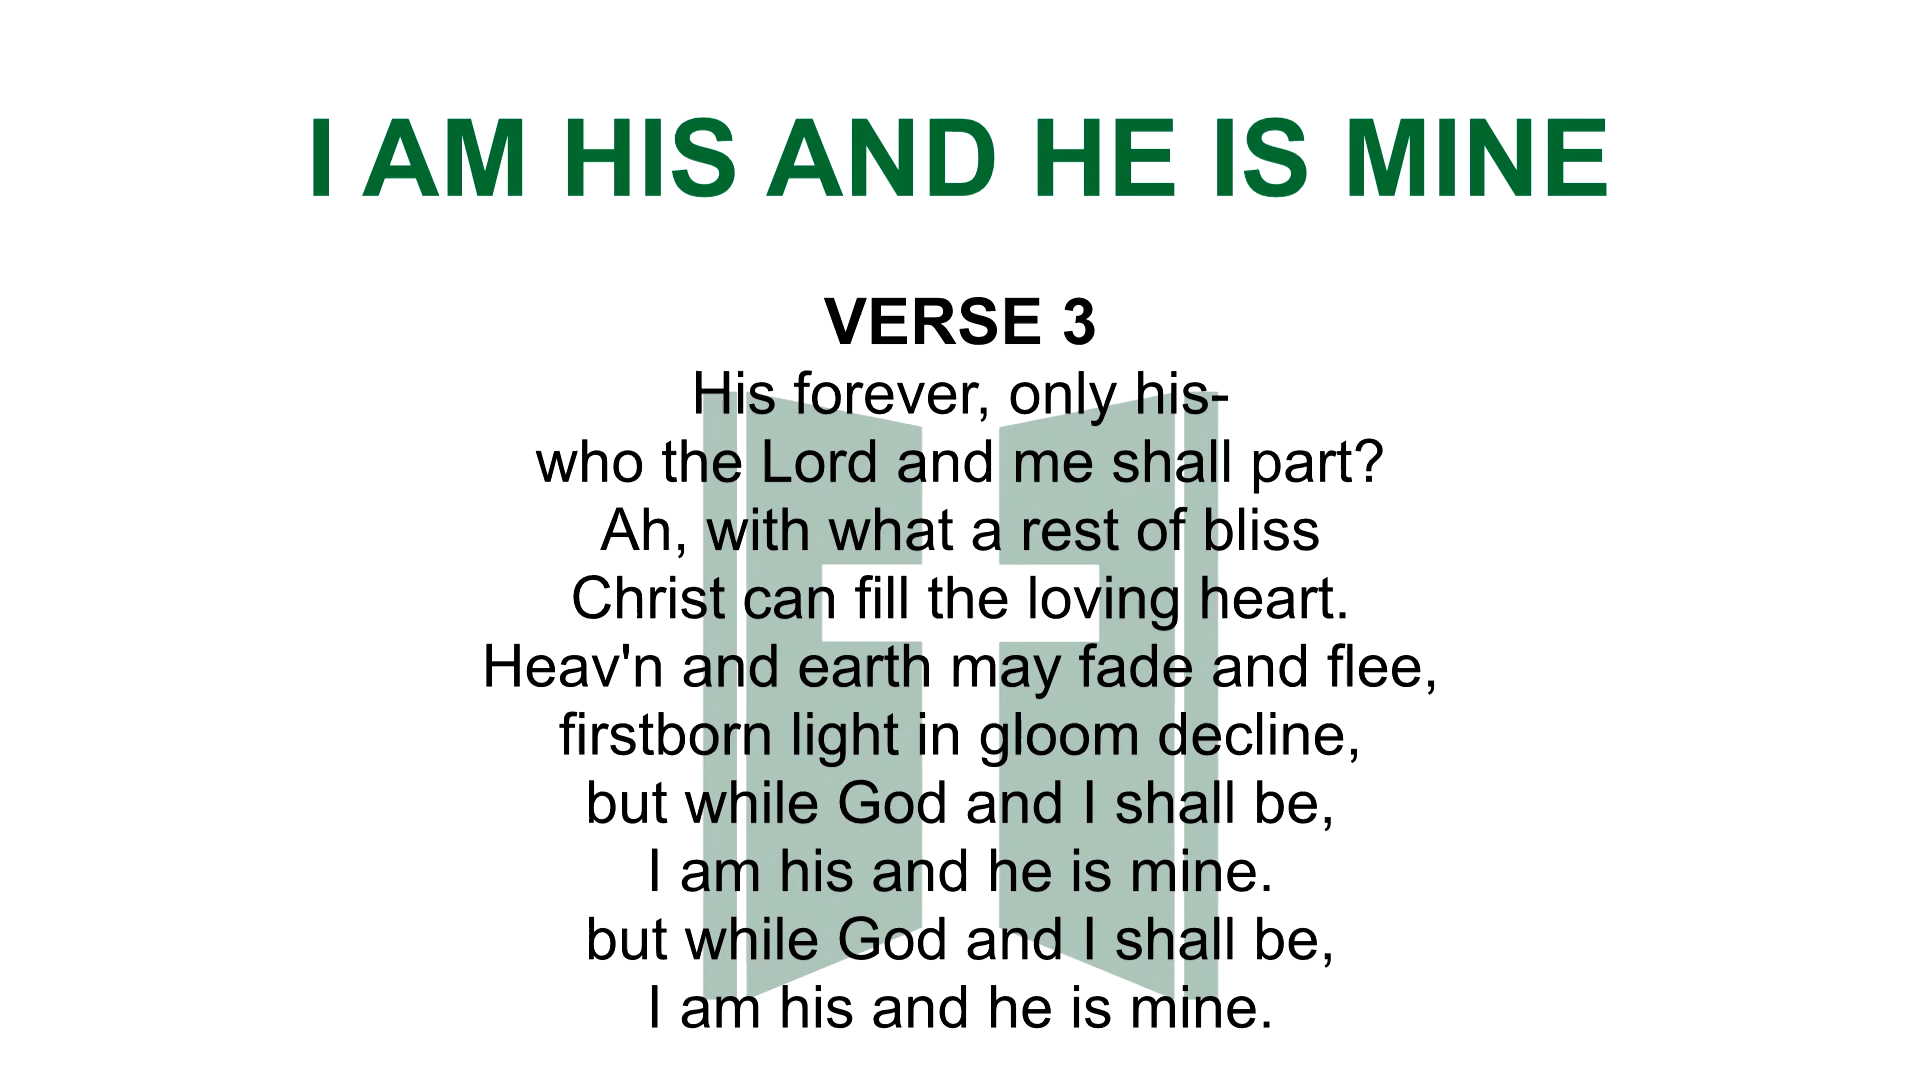 I AM HIS AND HE IS MINE
VERSE 3
His forever, only his-
who the Lord and me shall part?
Ah, with what a rest of bliss
Christ can fill the loving heart.
Heav'n and earth may fade and flee,
firstborn light in gloom decline,
but while God and I shall be,
I am his and he is mine.
but while God and I shall be,
I am his and he is mine.